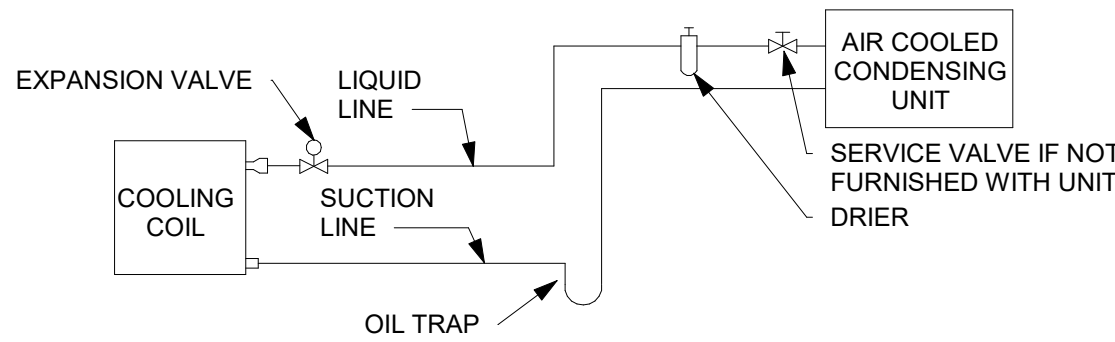 AIR COOLED
CONDENSING
UNIT
EXPANSION VALVE
LIQUID
LINE
SERVICE VALVE IF NOT
FURNISHED WITH UNIT
COOLING
COIL
SUCTION
LINE
DRIER
OIL TRAP